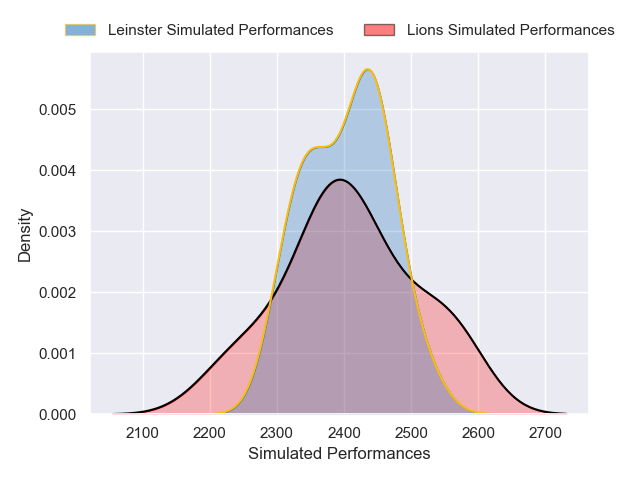 Leinster Simulated Performances Lions Simulated Performances
0.005
0.004
0.003
0.002
0.001
0.000
Density
2100 2200 2300 2400 2500 2600 2700
Simulated Performances